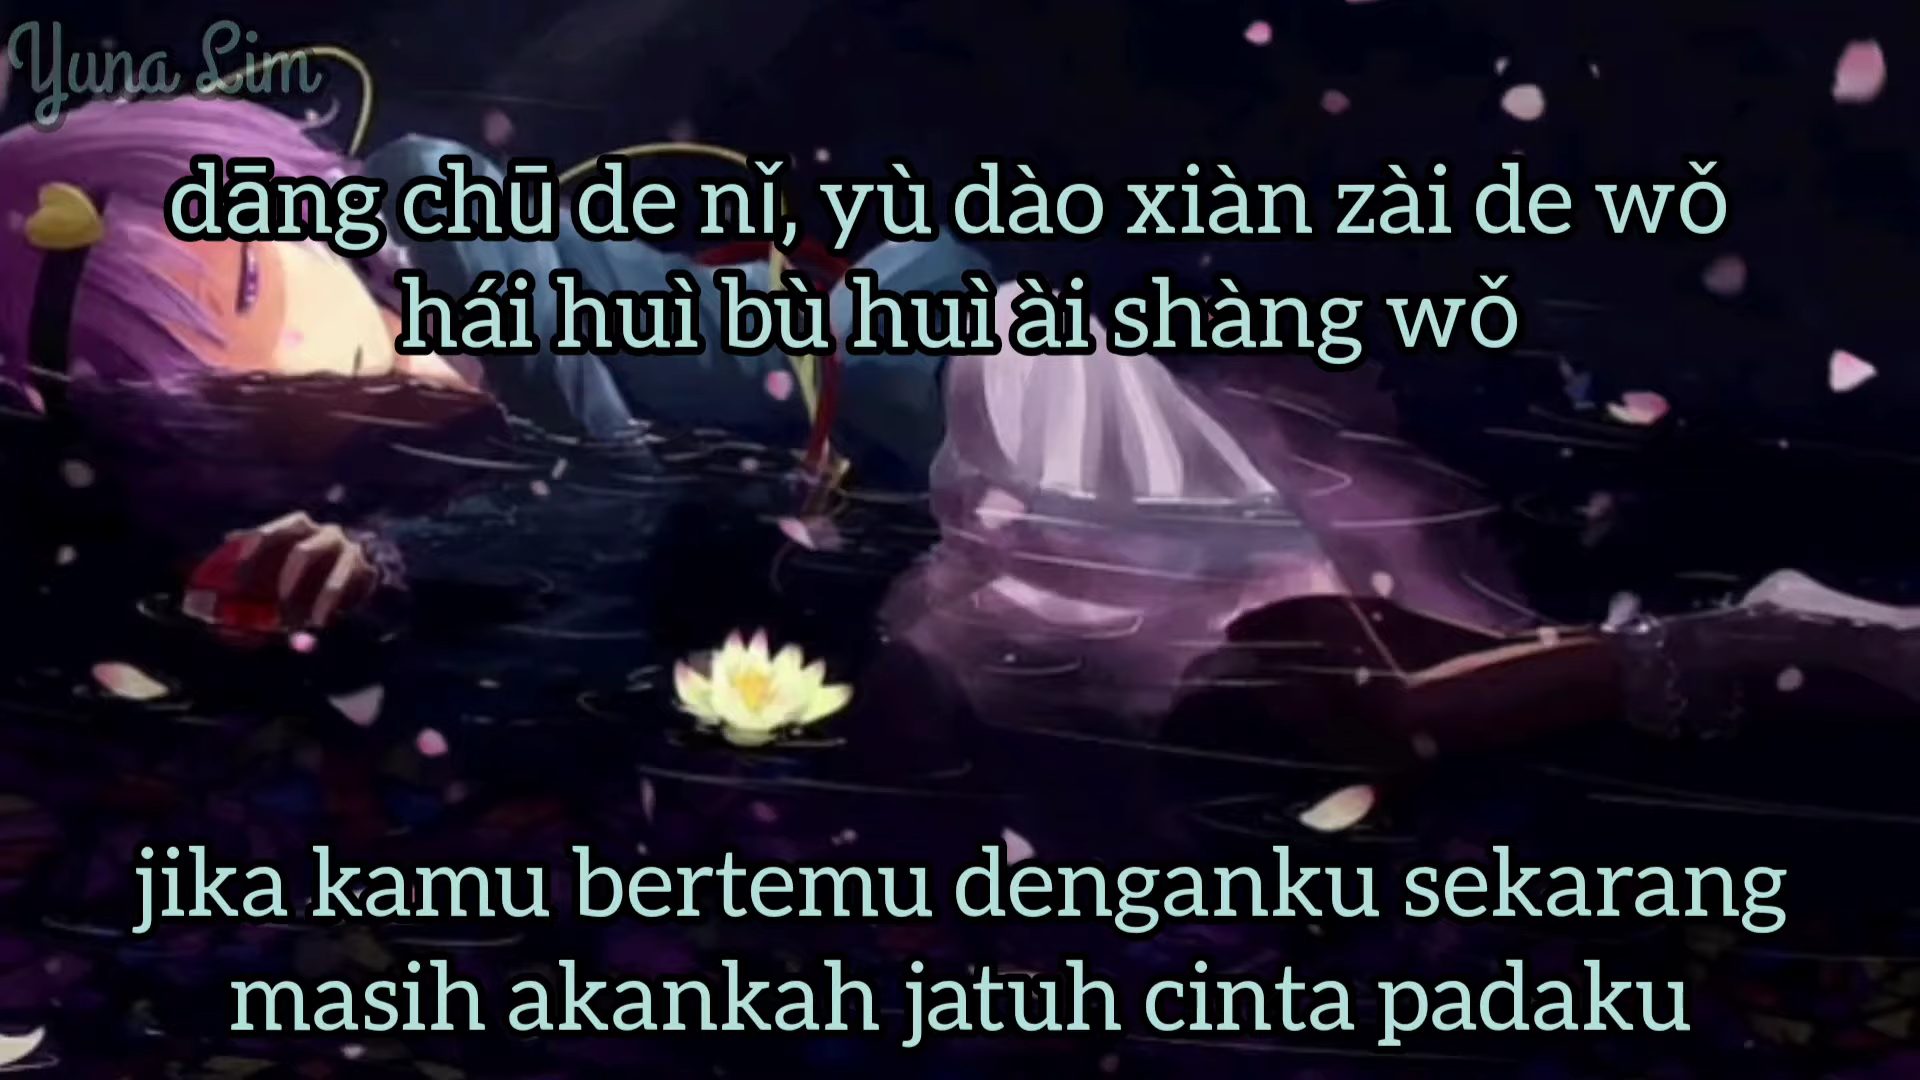 Yuna Lim
dāng chū de nǐ, yù dào xiàn zài de wǒ
hái huì bù huì ài shàng wǒ
jika kamu bertemu denganku sekarang
masih akankah jatuh cinta padaku